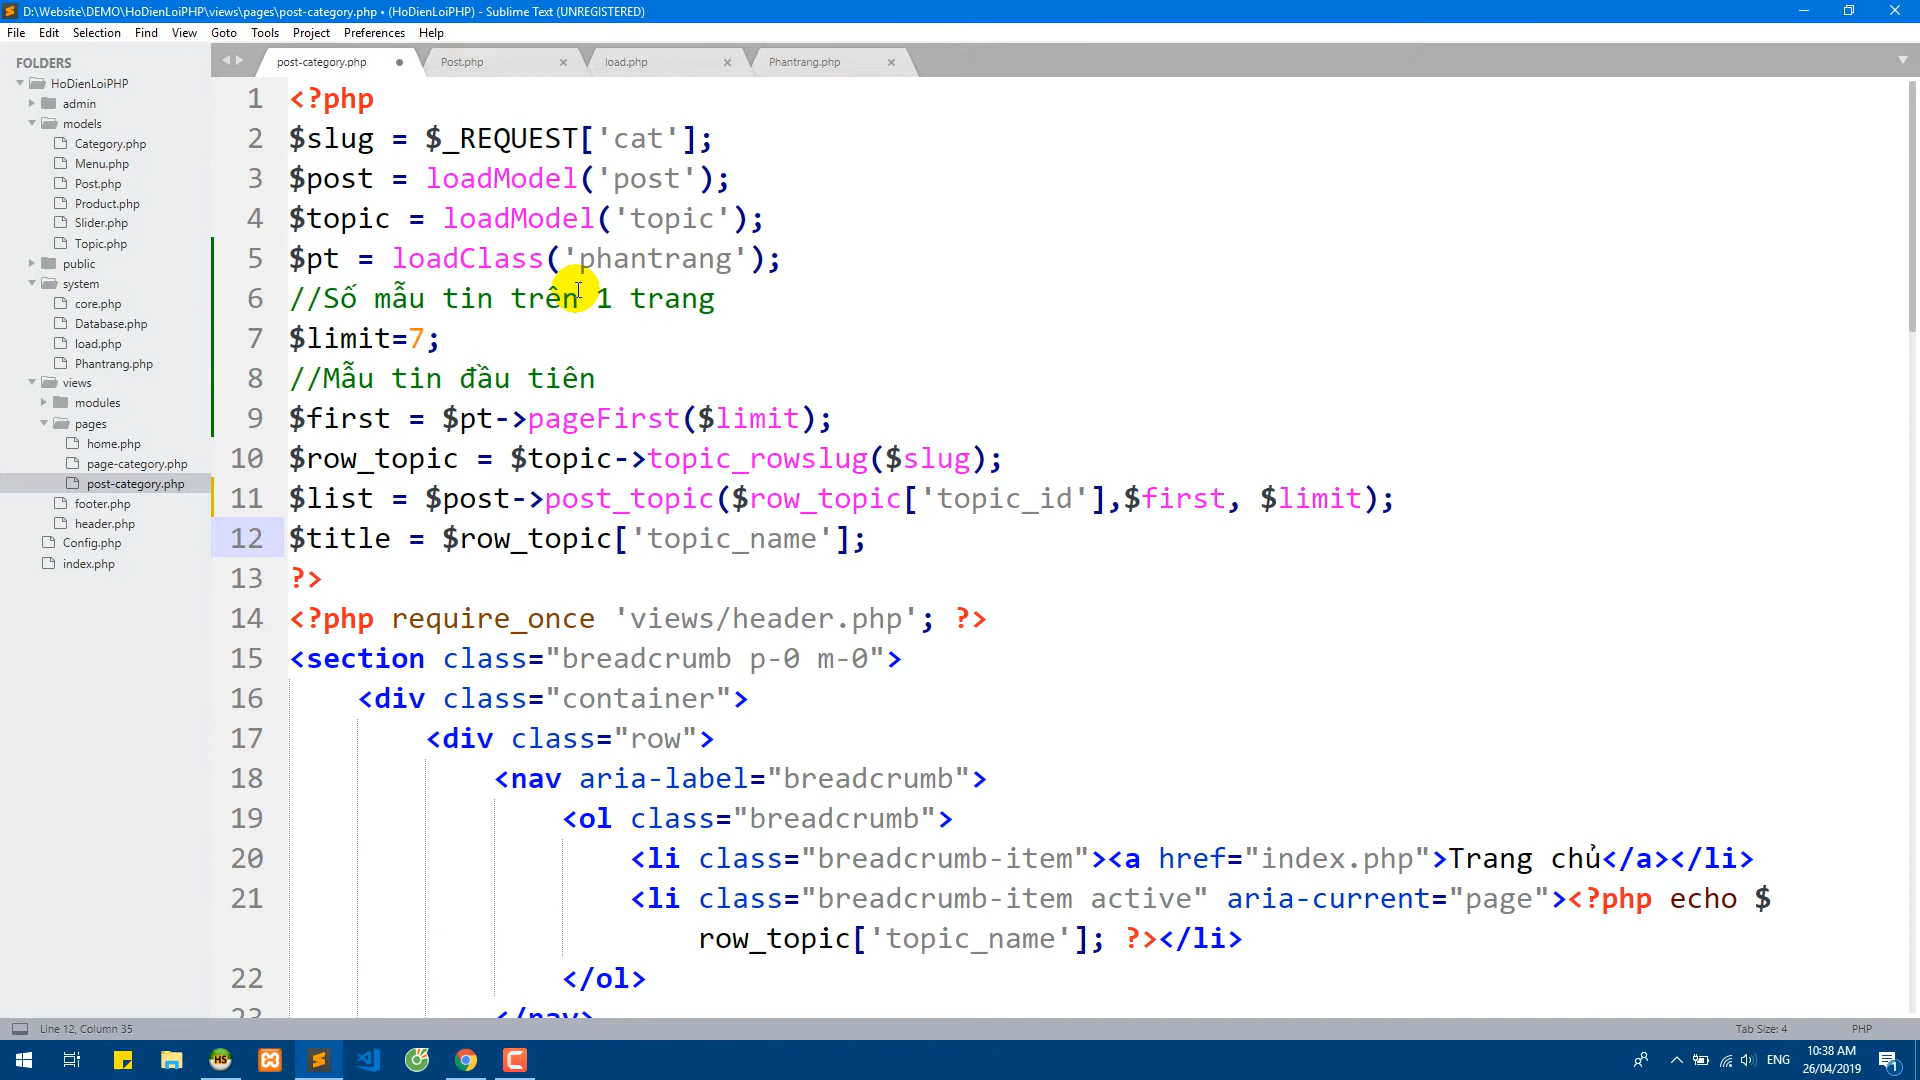 D:\Website\DEMO\HoDienLoiPHP\views\pages\post-category.php • (HoDienLoiPHP) - Sublime Text (UNREGISTERED)
File Edit Selection Find View Goto Tools Project Preferences Help
FOLDERS
HoDienLoiPHP
admin
models
Category.php
Menu.php
Post.php
Product.php
Slider.php
Topic.php
public
system
core.php
Database.php
load.php
Phantrang.php
views
modules
pages
home.php
page-category.php
post-category.php
footer.php
header.php
Config.php
index.php
post-category.php Post.php load.php Phantrang.php
1 <?php
2 $slug = $_REQUEST['cat'];
3 $post = loadModel('post');
4 $topic = loadModel('topic');
5 $pt = loadClass('phantrang');
6 //Số mẫu tin trên 1 trang
7 $limit=7;
8 //Mẫu tin đầu tiên
9 $first = $pt->pageFirst($limit);
10 $row_topic = $topic->topic_rowslug($slug);
11 $list = $post->post_topic($row_topic['topic_id'],$first, $limit);
12 $title = $row_topic['topic_name'];
13 ?>
14 <?php require_once 'views/header.php'; ?>
15 <section class="breadcrumb p-0 m-0">
16 <div class="container">
17 <div class="row">
18 <nav aria-label="breadcrumb">
19 <ol class="breadcrumb">
20 <li class="breadcrumb-item"><a href="index.php">Trang chủ</a></li>
21 <li class="breadcrumb-item active" aria-current="page"><?php echo $
row_topic['topic_name']; ?></li>
22 </ol>
23 </nav>
Line 12, Column 35 Tab Size: 4 PHP
HS
ENG
10:38 AM
26/04/2019
1